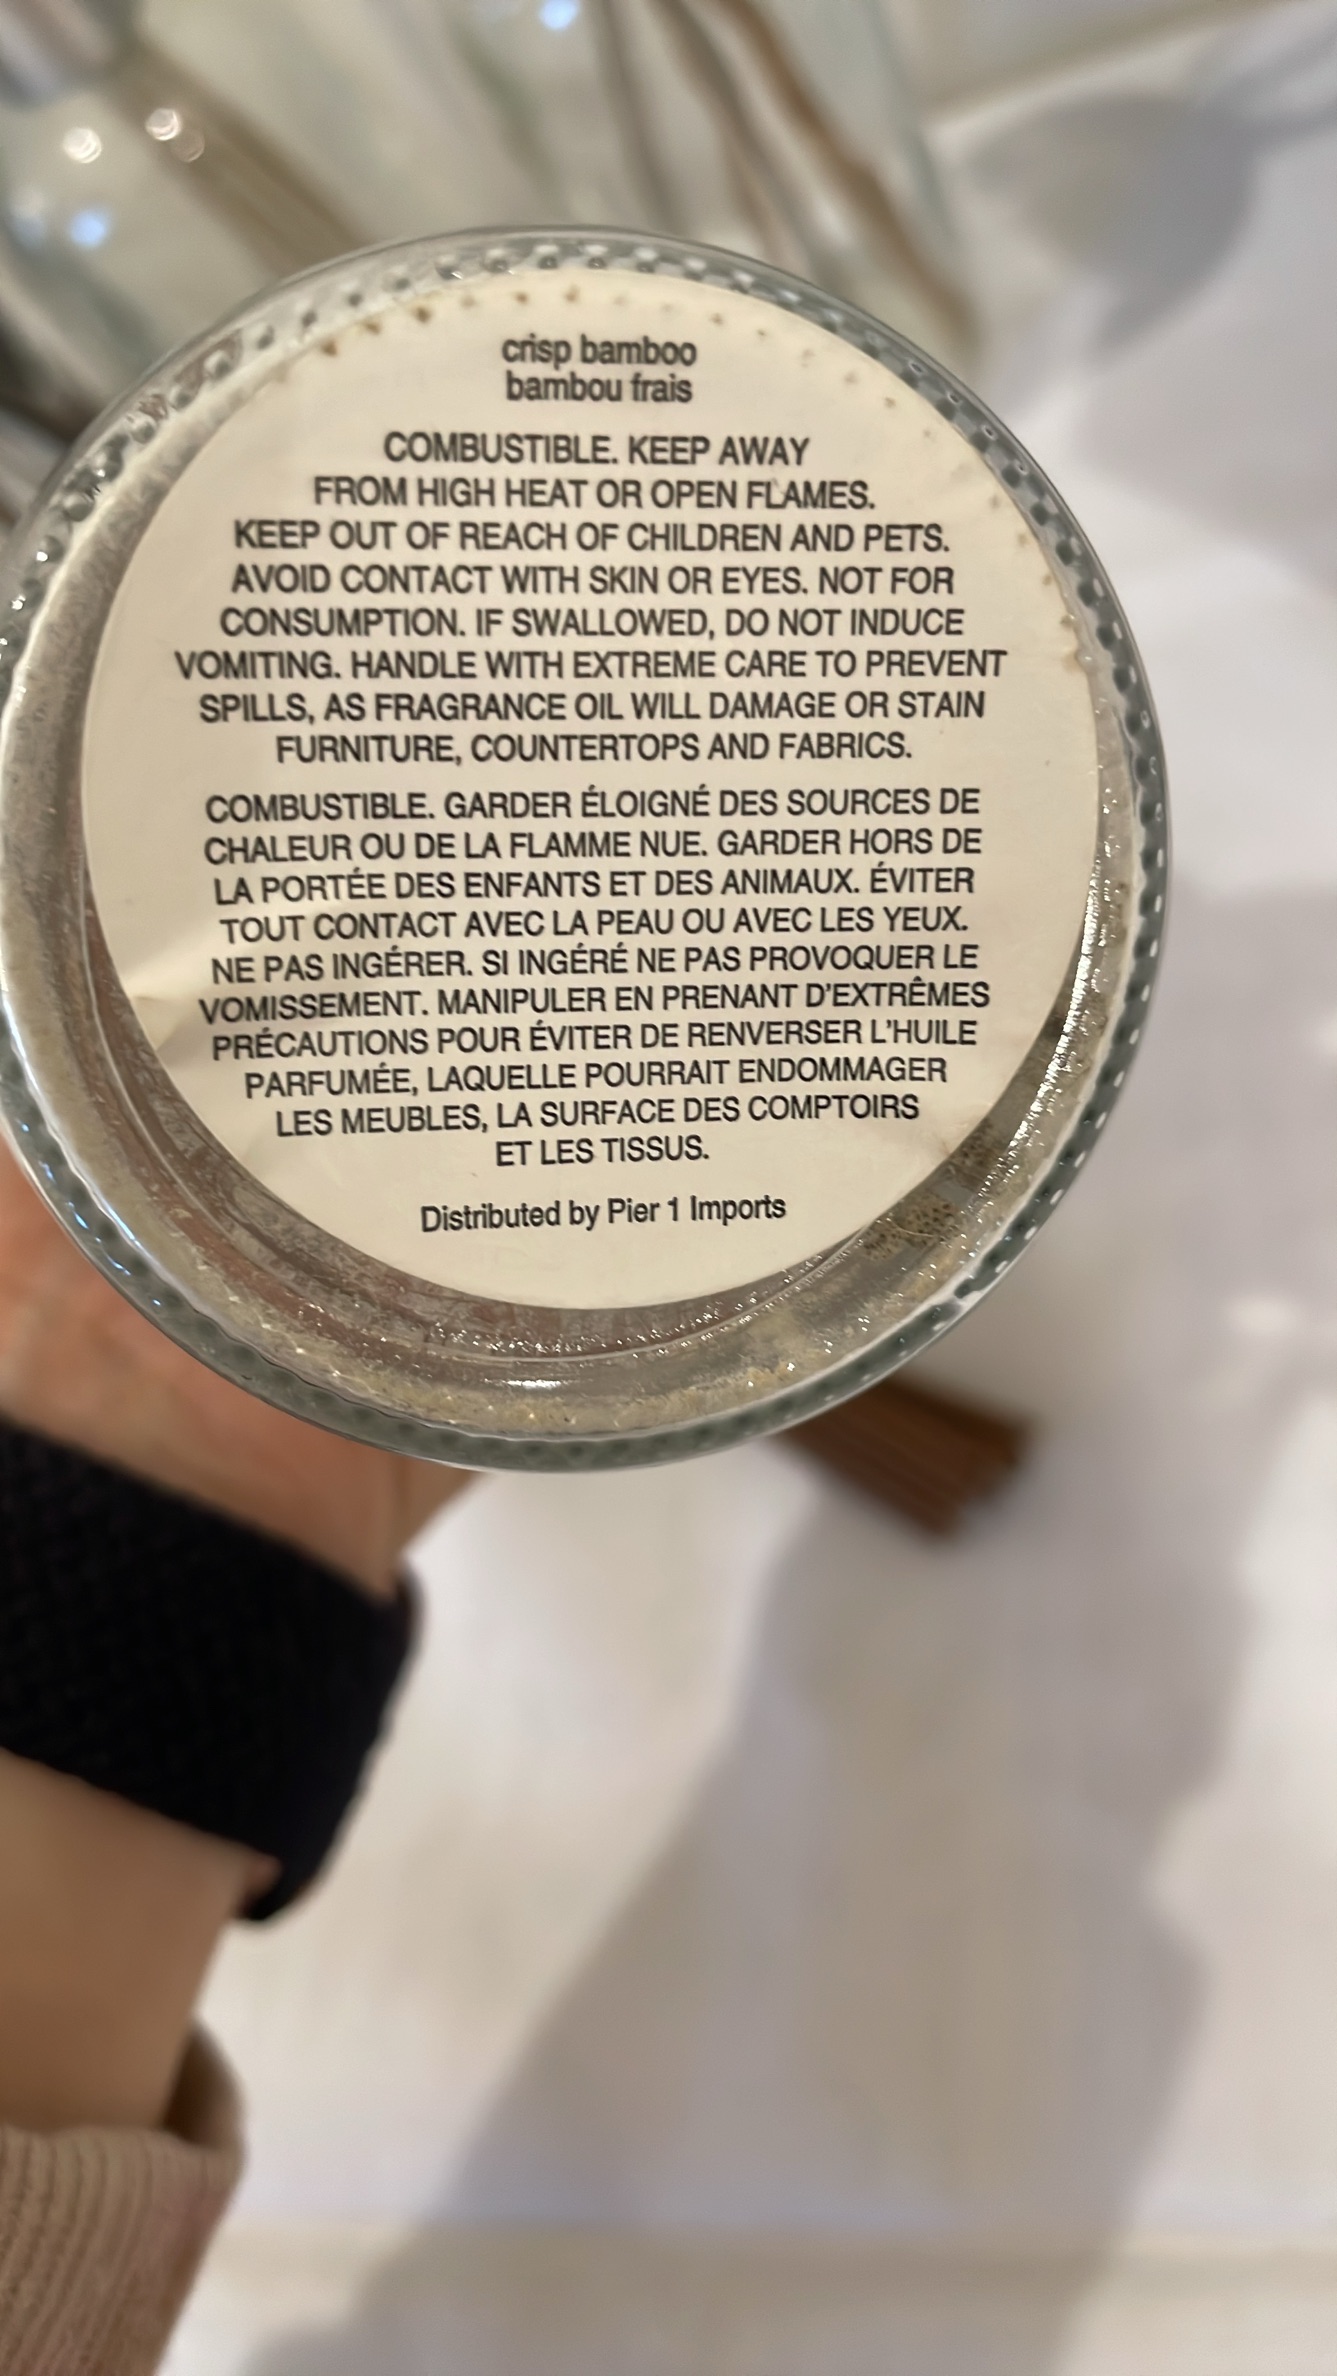 crisp bamboo
bambou frais
COMBUSTIBLE. KEEP AWAY
FROM HIGH HEAT OR OPEN FLAMES.
KEEP OUT OF REACH OF CHILDREN AND PETS.
AVOID CONTACT WITH SKIN OR EYES. NOT FOR
CONSUMPTION. IF SWALLOWED, DO NOT INDUCE
VOMITING. HANDLE WITH EXTREME CARE TO PREVENT
SPILLS, AS FRAGRANCE OIL WILL DAMAGE OR STAIN
FURNITURE, COUNTERTOPS AND FABRICS.
COMBUSTIBLE. GARDER ÉLOIGNÉ DES SOURCES DE
CHALEUR OU DE LA FLAMME NUE. GARDER HORS DE
LA PORTÉE DES ENFANTS ET DES ANIMAUX. ÉVITER
TOUT CONTACT AVEC LA PEAU OU AVEC LES YEUX.
NE PAS INGÉRER. SI INGÉRÉ NE PAS PROVOQUER LE
VOMISSEMENT. MANIPULER EN PRENANT D'EXTRÊMES
PRÉCAUTIONS POUR ÉVITER DE RENVERSER L'HUILE
PARFUMÉE, LAQUELLE POURRAIT ENDOMMAGER
LES MEUBLES, LA SURFACE DES COMPTOIRS
ET LES TISSUS.
Distributed by Pier 1 Imports